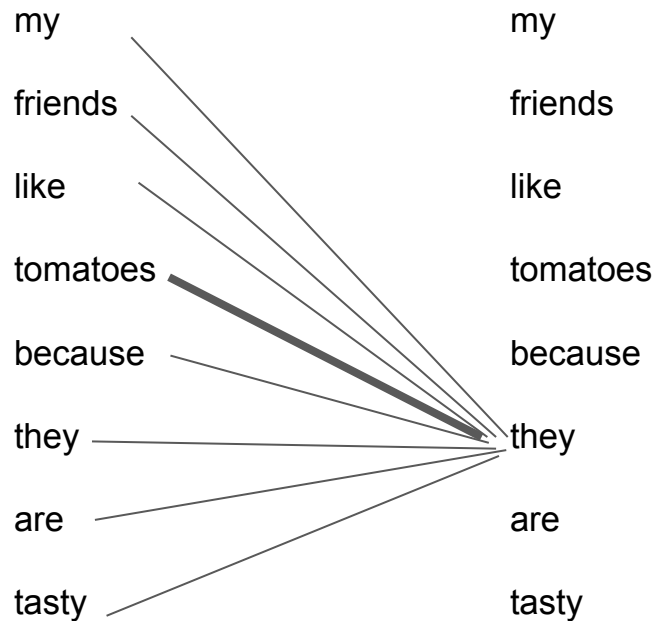 my my
friends friends
like like
tomatoes tomatoes
because because
they they
are are
tasty tasty